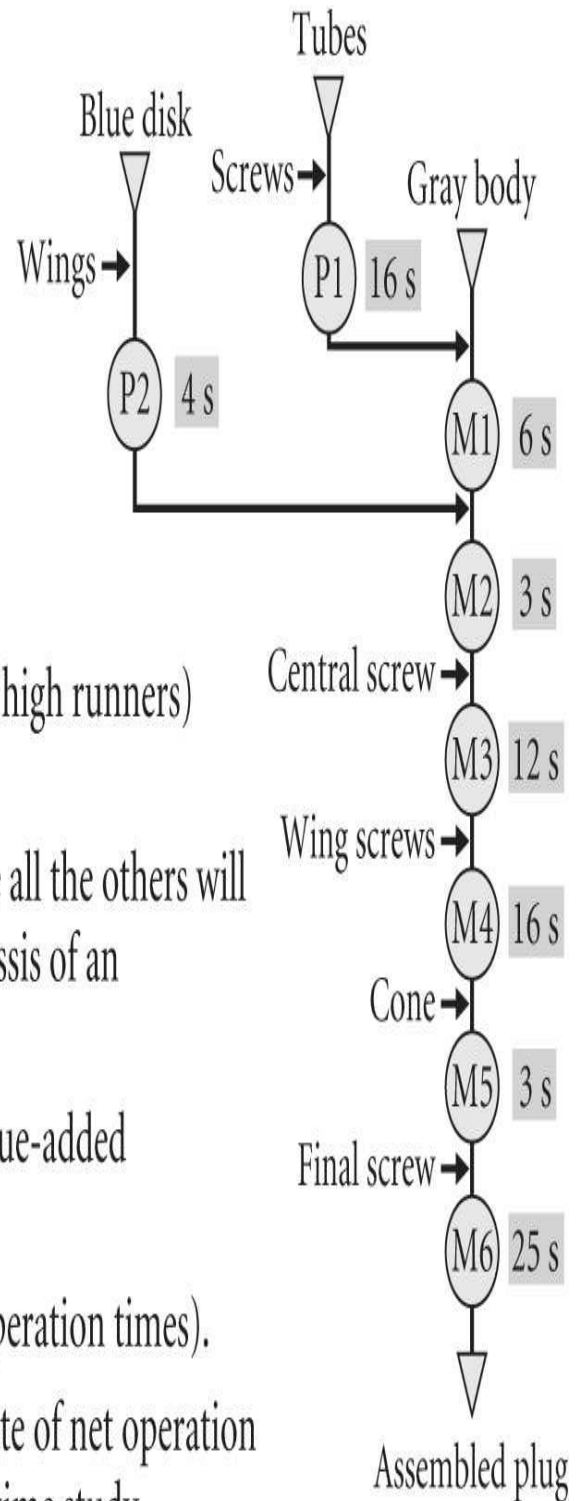 Tubes
Blue disk
Screws
Gray body
Wings
P1 16 s
P2 4 s
M1 6 s
M2 3 s
high runners)
Central screw
M3 12 s
Wing screws
all the others will
M4 16 s
ssis of an
Cone
M5 3 s
ue-added
Final screw
M6 25 s
peration times).
te of net operation
Assembled plug
time study